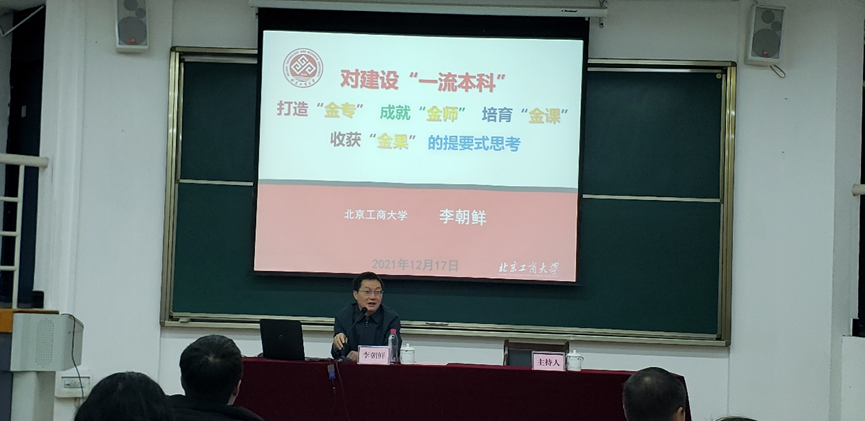 对建设“一流本科”
打造“金专” 成就“金师” 培育“金课”
收获“金果” 的提要式思考
北京工商大学 李朝鲜
2021年12月17日
北京工商大学
李朝鲜
主持人